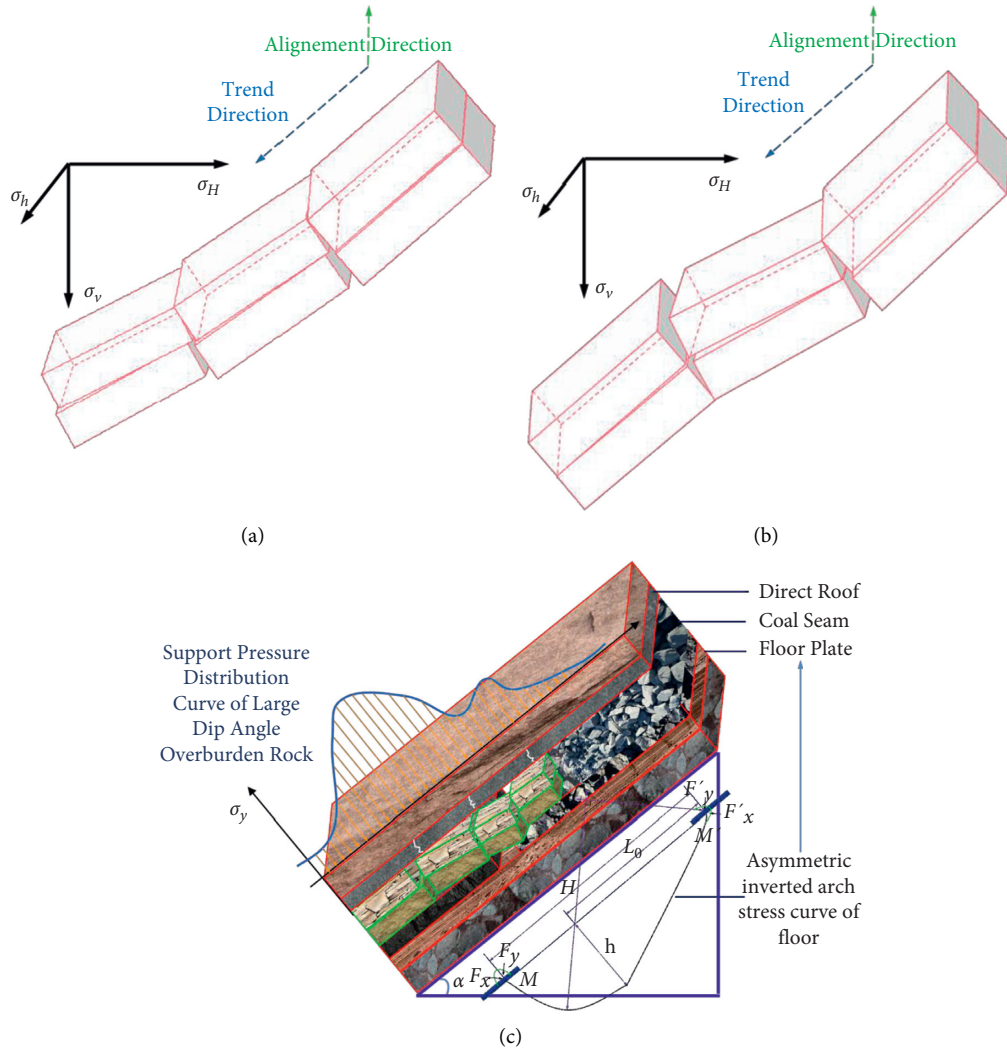 Alignement Direction
Trend
Direction
σh
σH
σv
(a)
Alignement Direction
Trend
Direction
σh
σH
σv
(b)
Support Pressure
Distribution
Curve of Large
Dip Angle
Overburden Rock
σy
Direct Roof
Coal Seam
Floor Plate
F′y
F′x
M′
L0
H
h
Fy
Fx
M
α
Asymmetric
inverted arch
stress curve of
floor
(c)